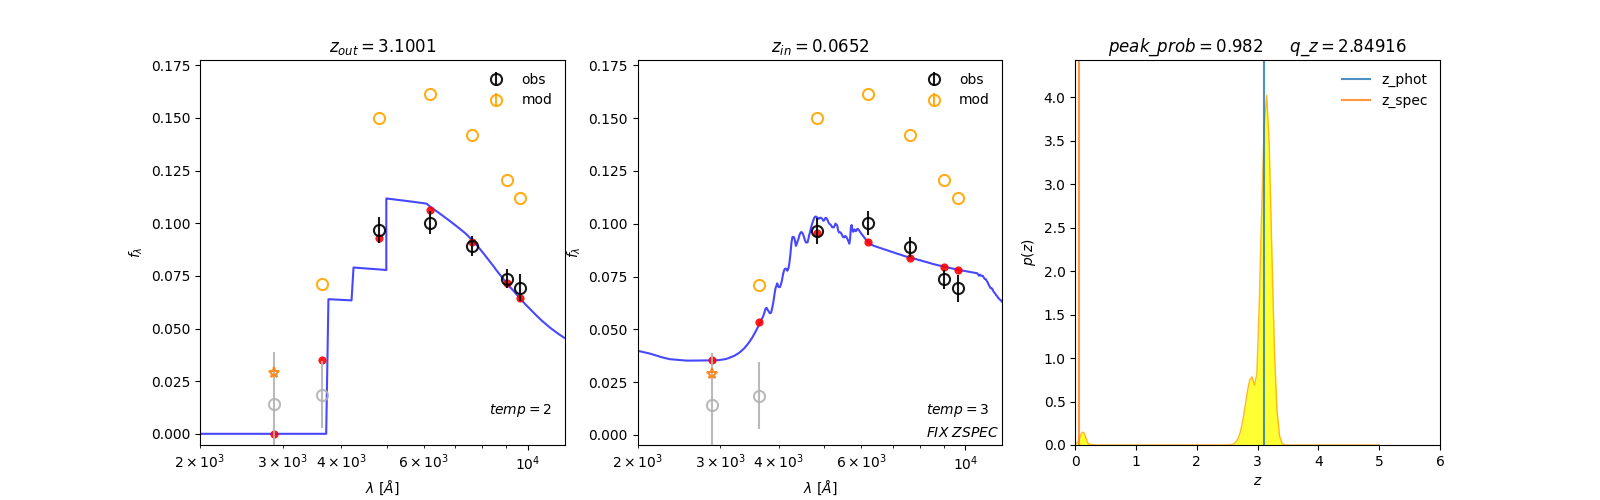 z_out = 3.1001
z_in = 0.0652
peak_prob = 0.982 q_z = 2.84916
0.175
0.150
0.125
0.100
0.075
0.050
0.025
0.000
f_λ
obs
mod
temp = 2
2 × 10³ 3 × 10³ 4 × 10³ 6 × 10³ 10⁴
λ [Å]
0.175
0.150
0.125
0.100
0.075
0.050
0.025
0.000
f_λ
obs
mod
temp = 3
FIX ZSPEC
2 × 10³ 3 × 10³ 4 × 10³ 6 × 10³ 10⁴
λ [Å]
4.0
3.5
3.0
2.5
2.0
1.5
1.0
0.5
0.0
p(z)
z_phot
z_spec
0 1 2 3 4 5 6
z